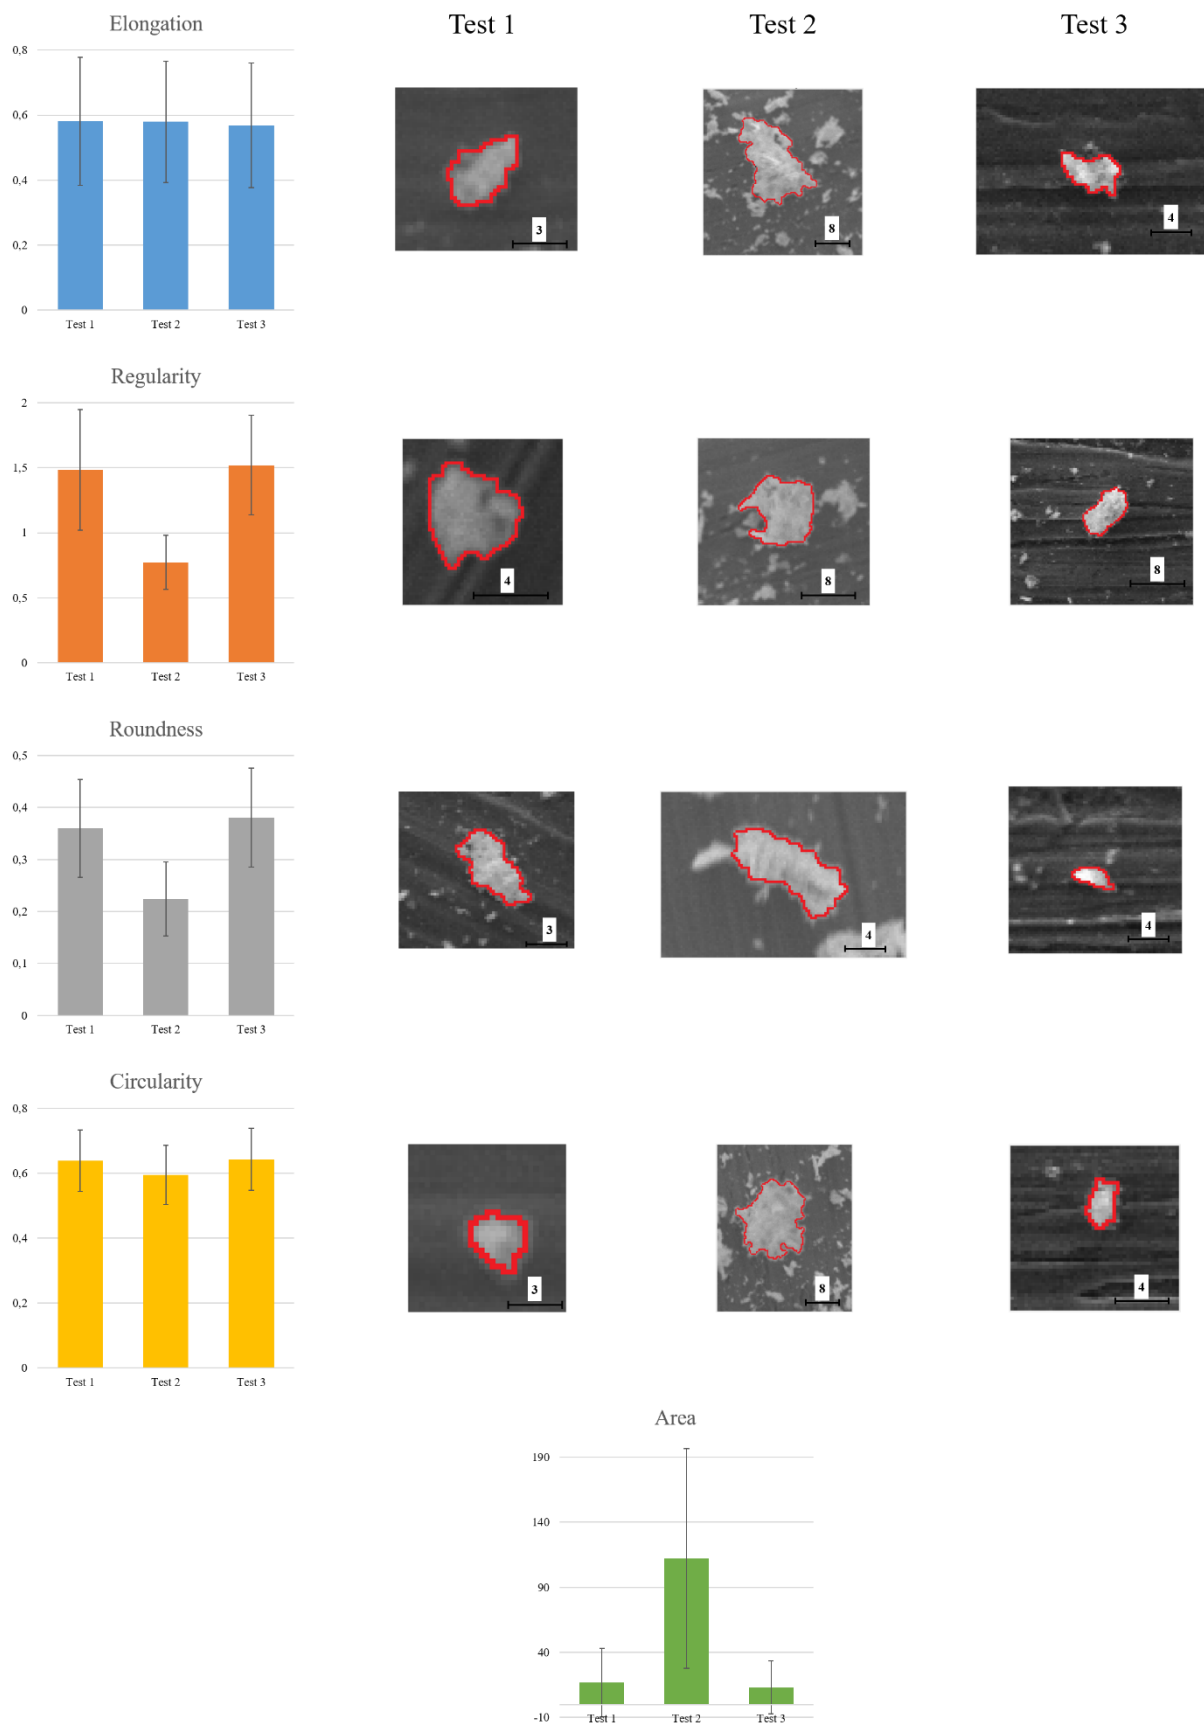 Elongation
Test 1
Test 2
Test 3
0,8
0,6
0,4
0,2
0
Test 1
Test 2
Test 3
3
8
4
Regularity
2
1,5
1
0,5
0
Test 1
Test 2
Test 3
4
8
8
Roundness
0,5
0,4
0,3
0,2
0,1
0
Test 1
Test 2
Test 3
3
4
4
Circularity
0,8
0,6
0,4
0,2
0
Test 1
Test 2
Test 3
3
8
4
Area
190
140
90
40
-10
Test 1
Test 2
Test 3